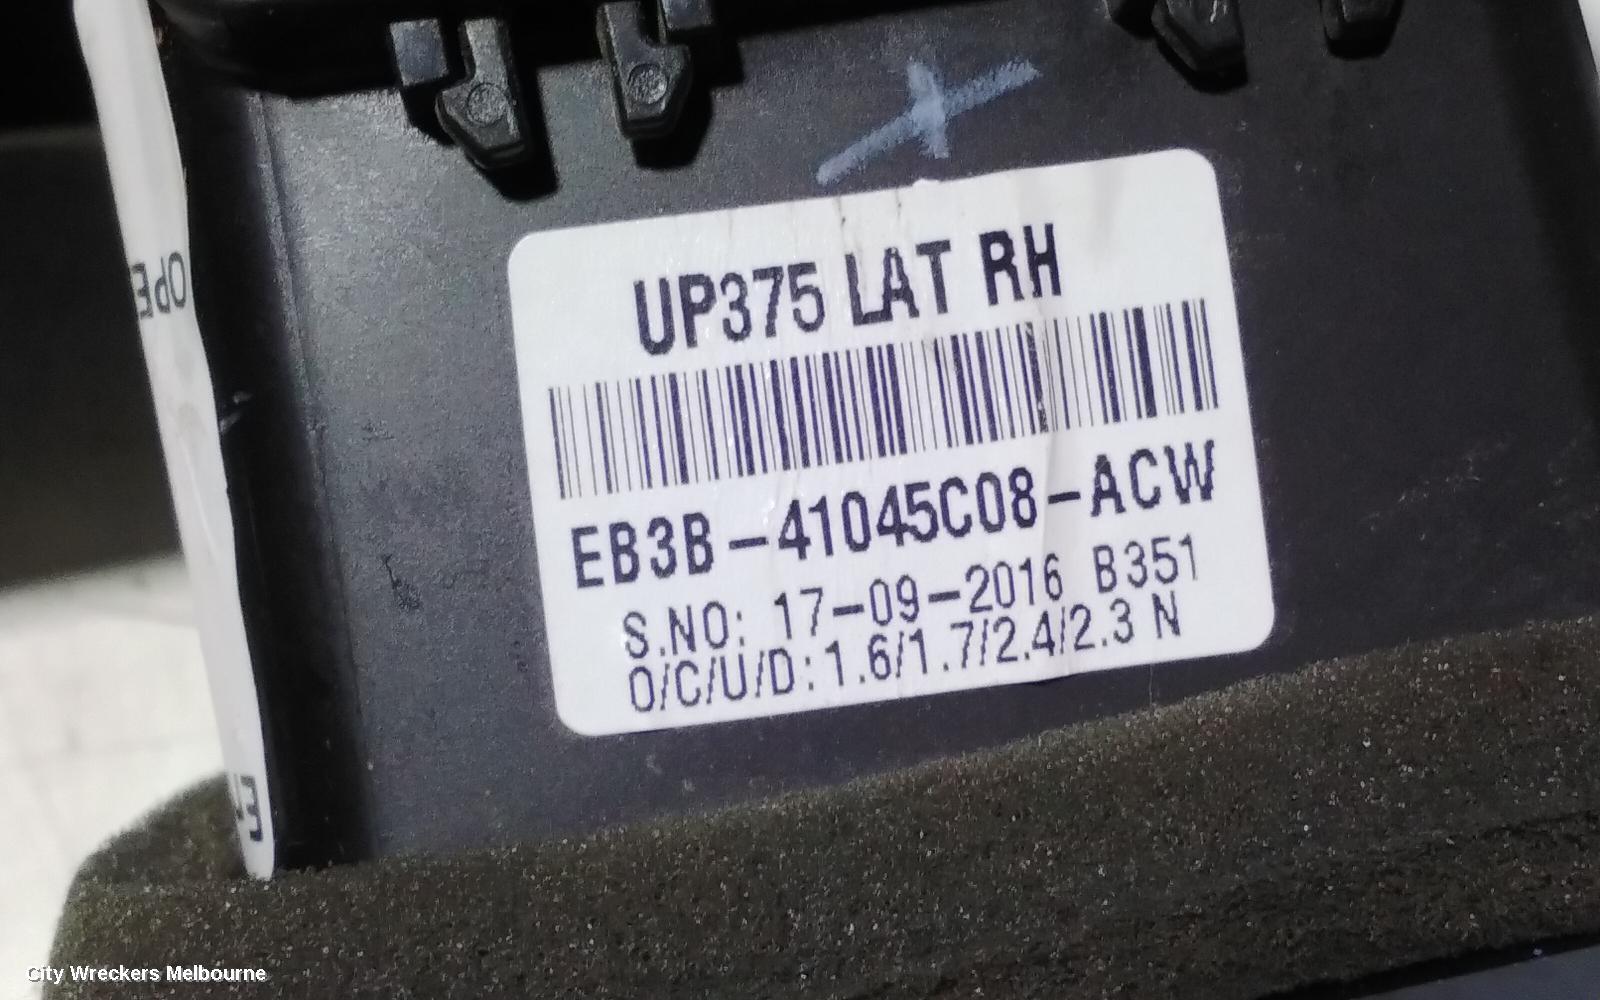 UP375 LAT RH
EB3B-41045C08-ACW
S.NO: 17-09-2016 B351
O/C/U/D:1.6/1.7/2.4/2.3 N
OPE
City Wreckers Melbourne